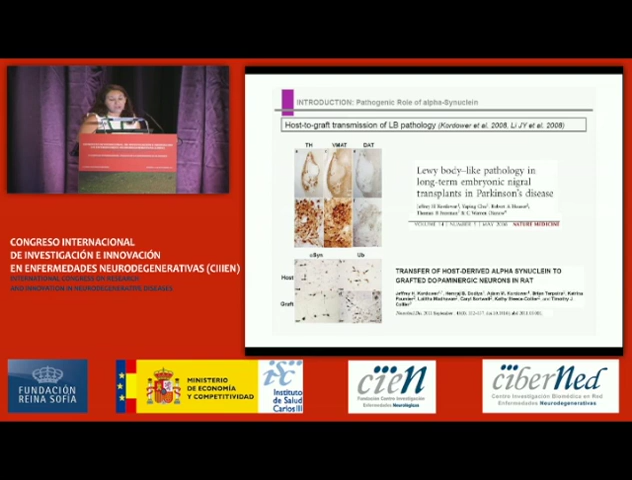 INTRODUCTION: Pathogenic Role of alpha-Synuclein
Host-to-graft transmission of LB pathology (Kordower et al. 2008, Li JY et al. 2008)
TH VMAT DAT
Lewy body–like pathology in
long-term embryonic nigral
transplants in Parkinson's disease
NATURE MEDICINE
αSyn Ub
Host
Graft
TRANSFER OF HOST-DERIVED ALPHA SYNUCLEIN TO
GRAFTED DOPAMINERGIC NEURONS IN RAT
CONGRESO INTERNACIONAL
DE INVESTIGACIÓN E INNOVACIÓN
EN ENFERMEDADES NEURODEGENERATIVAS (CIIIEN)
INTERNATIONAL CONGRESS ON RESEARCH
AND INNOVATION IN NEURODEGENERATIVE DISEASES
FUNDACIÓN
REINA SOFÍA
MINISTERIO
DE ECONOMÍA
Y COMPETITIVIDAD
Instituto
de Salud
Carlos III
cien
Fundación Centro Investigación
Enfermedades Neurológicas
ciberned
Centro Investigación Biomédica en Red
Enfermedades Neurodegenerativas